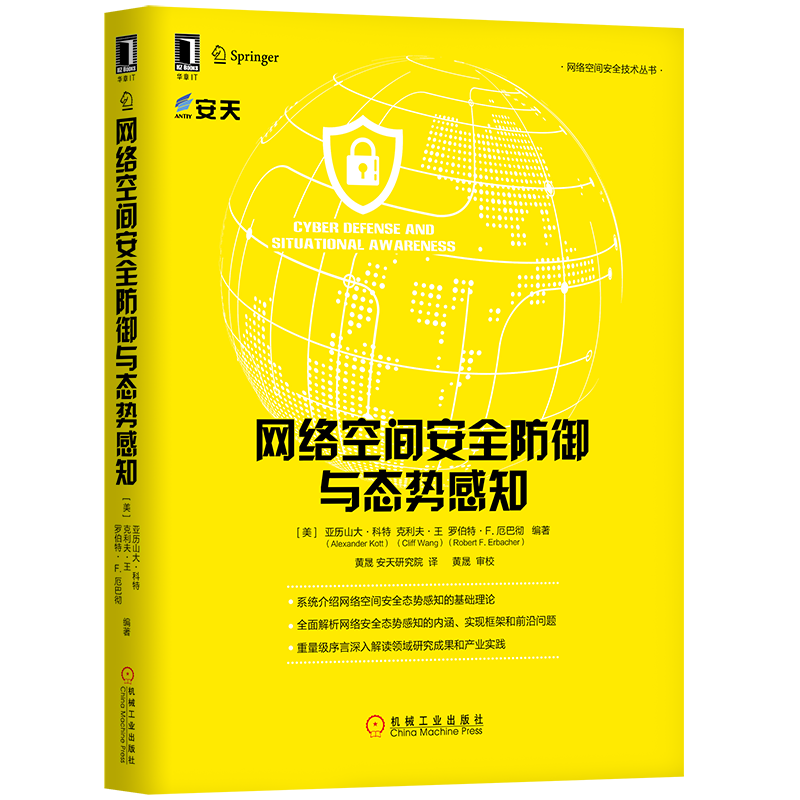 HZ Books
华章IT
网络空间安全防御与态势感知
[美]
亚历山大·科特
克利夫·王
罗伯特·F. 厄巴彻
编著
机械工业出版社
China Machine Press
HZ Books
华章IT
Springer
·网络空间安全技术丛书·
ANTIY 安天
CYBER DEFENSE AND
SITUATIONAL AWARENESS
网络空间安全防御
与态势感知
[美] 亚历山大·科特 克利夫·王 罗伯特·F. 厄巴彻 编著
(Alexander Kott) (Cliff Wang) (Robert F. Erbacher)
黄晟 安天研究院 译 黄晟 审校
系统介绍网络空间安全态势感知的基础理论
全面解析网络安全态势感知的内涵、实现框架和前沿问题
重量级序言深入解读领域研究成果和产业实践
机械工业出版社
China Machine Press